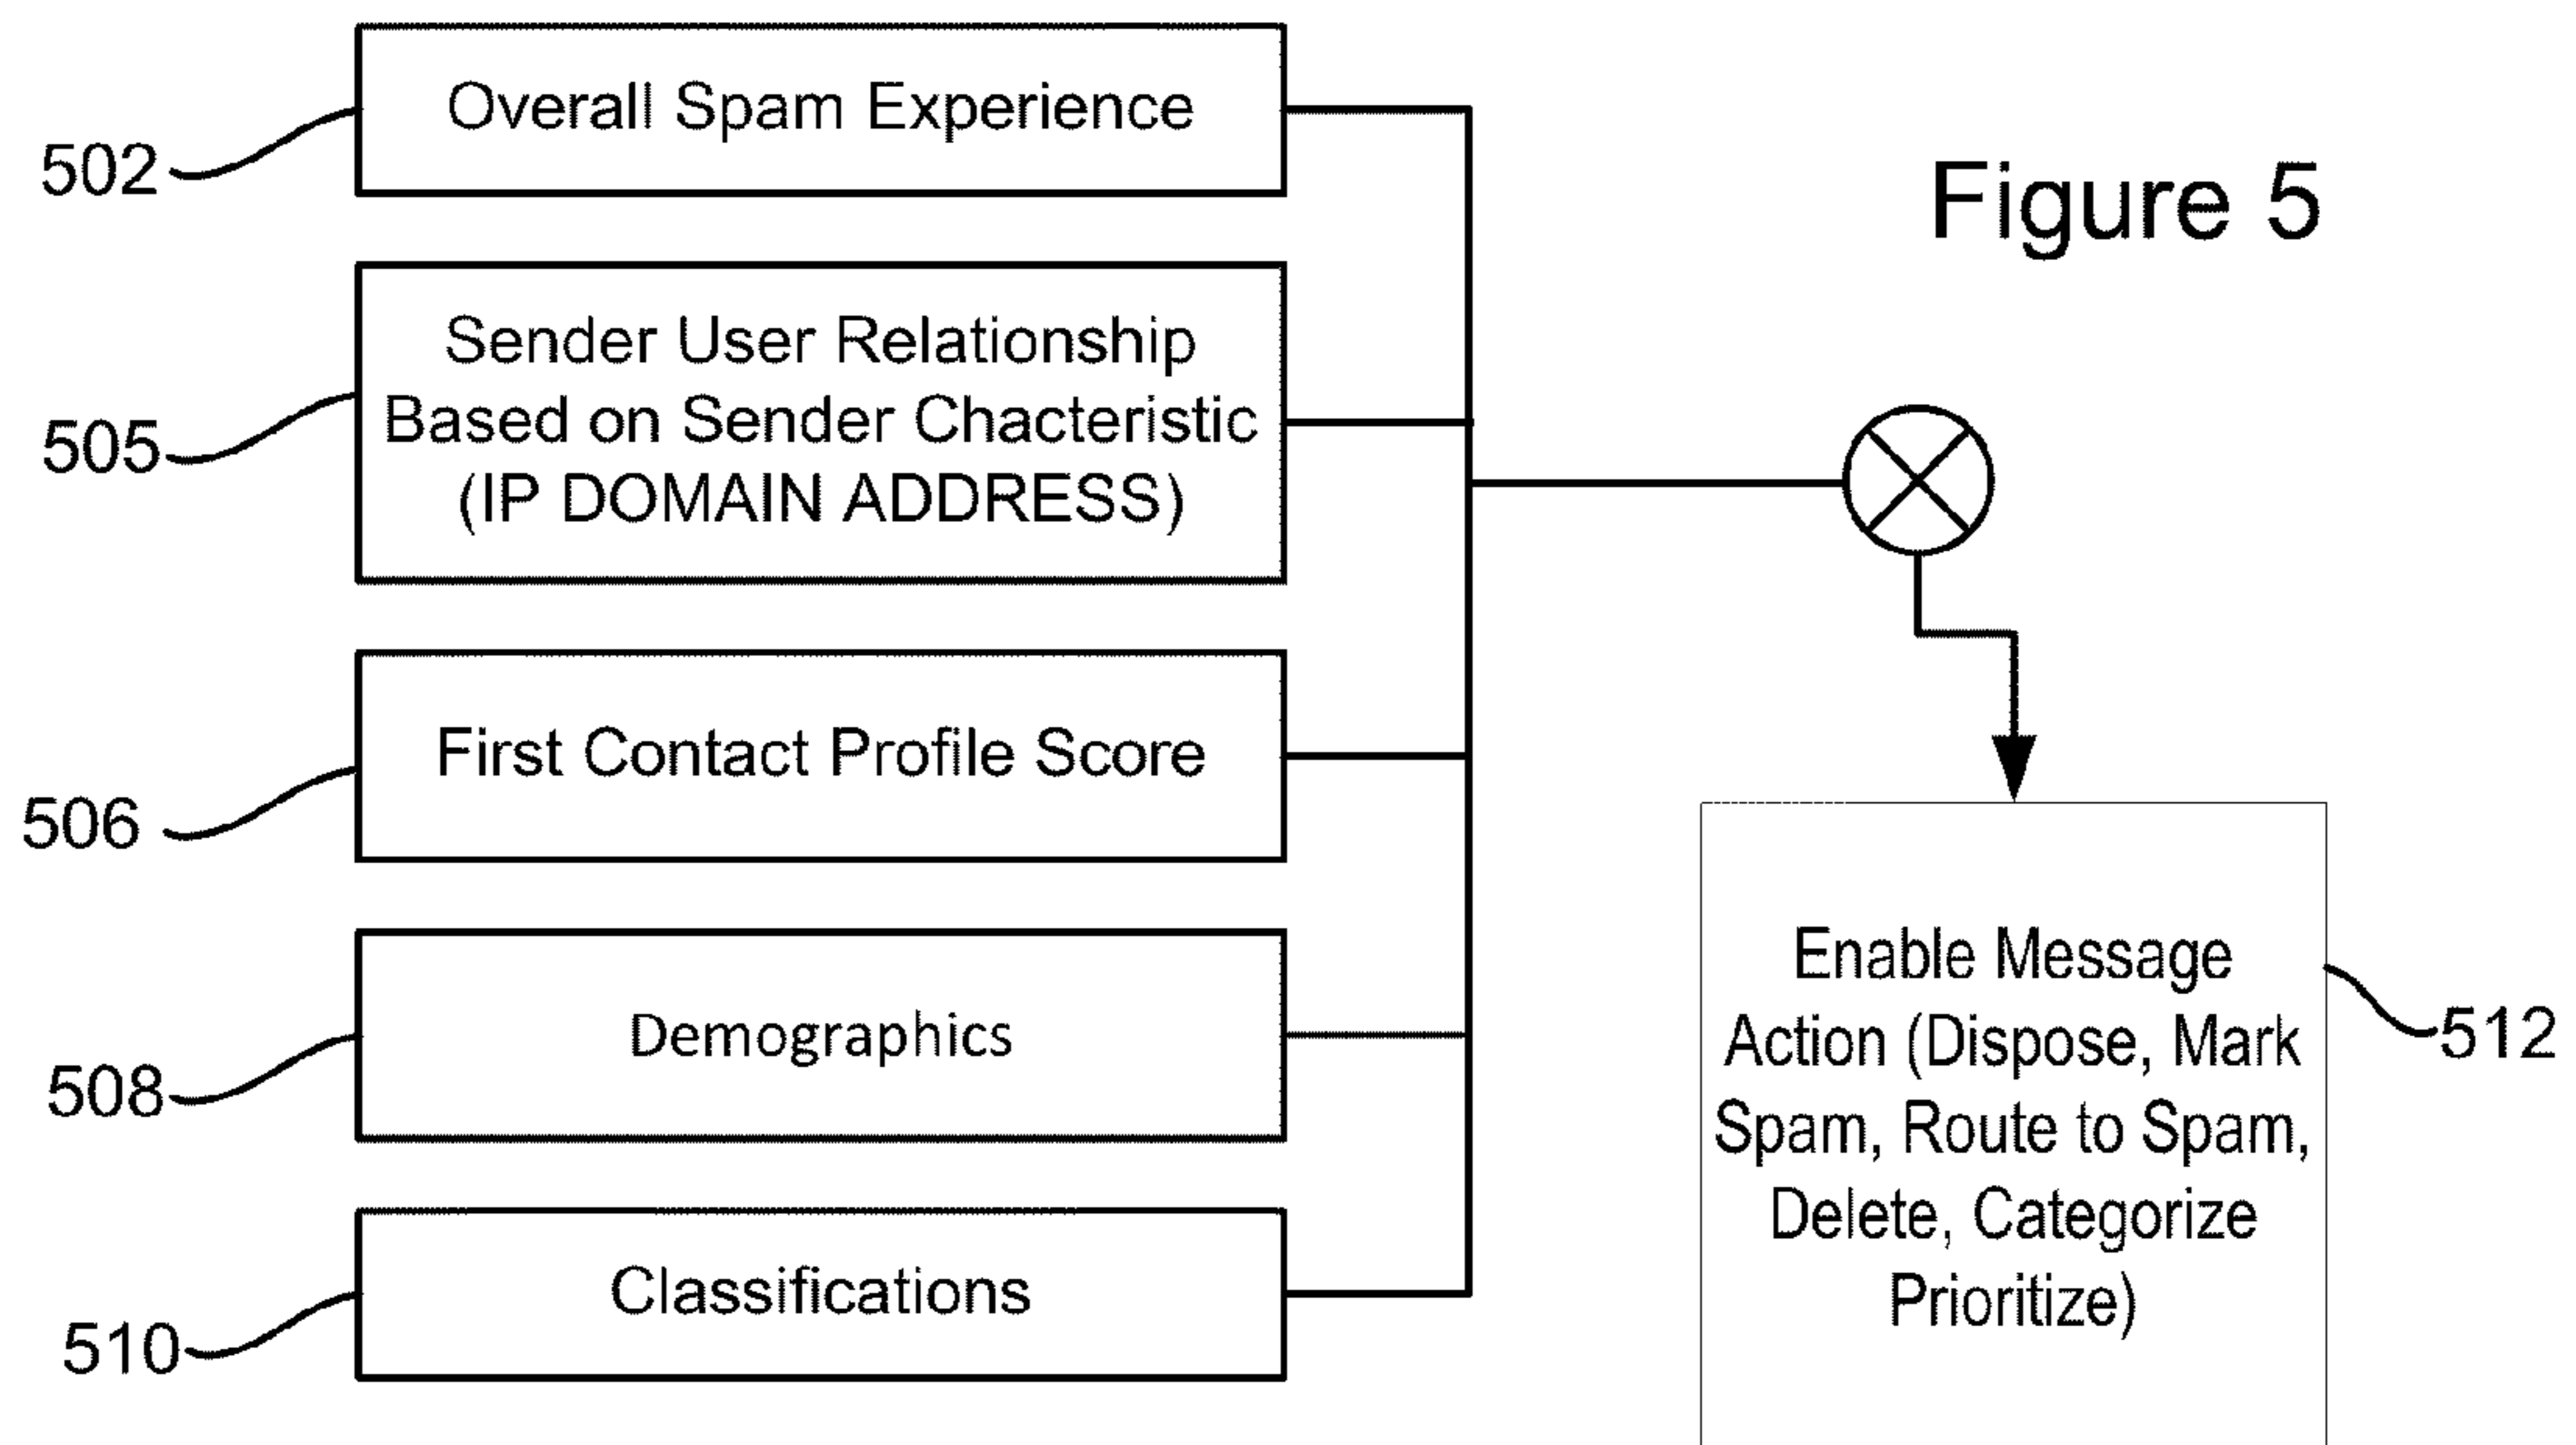 Overall Spam Experience
502
Figure 5
Sender User Relationship
Based on Sender Chacteristic
(IP DOMAIN ADDRESS)
505
First Contact Profile Score
506
Demographics
508
Classifications
510
Enable Message
Action (Dispose, Mark
Spam, Route to Spam,
Delete, Categorize
Prioritize)
512